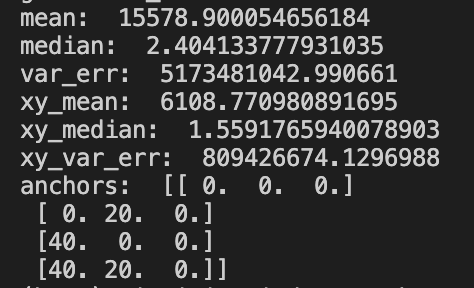 mean:  15578.900054656184
median:  2.404133777931035
var_err:  5173481042.990661
xy_mean:  6108.770980891695
xy_median:  1.5591765940078903
xy_var_err:  809426674.1296988
anchors:  [[ 0.  0.  0.]
 [ 0. 20.  0.]
 [40.  0.  0.]
 [40. 20.  0.]]